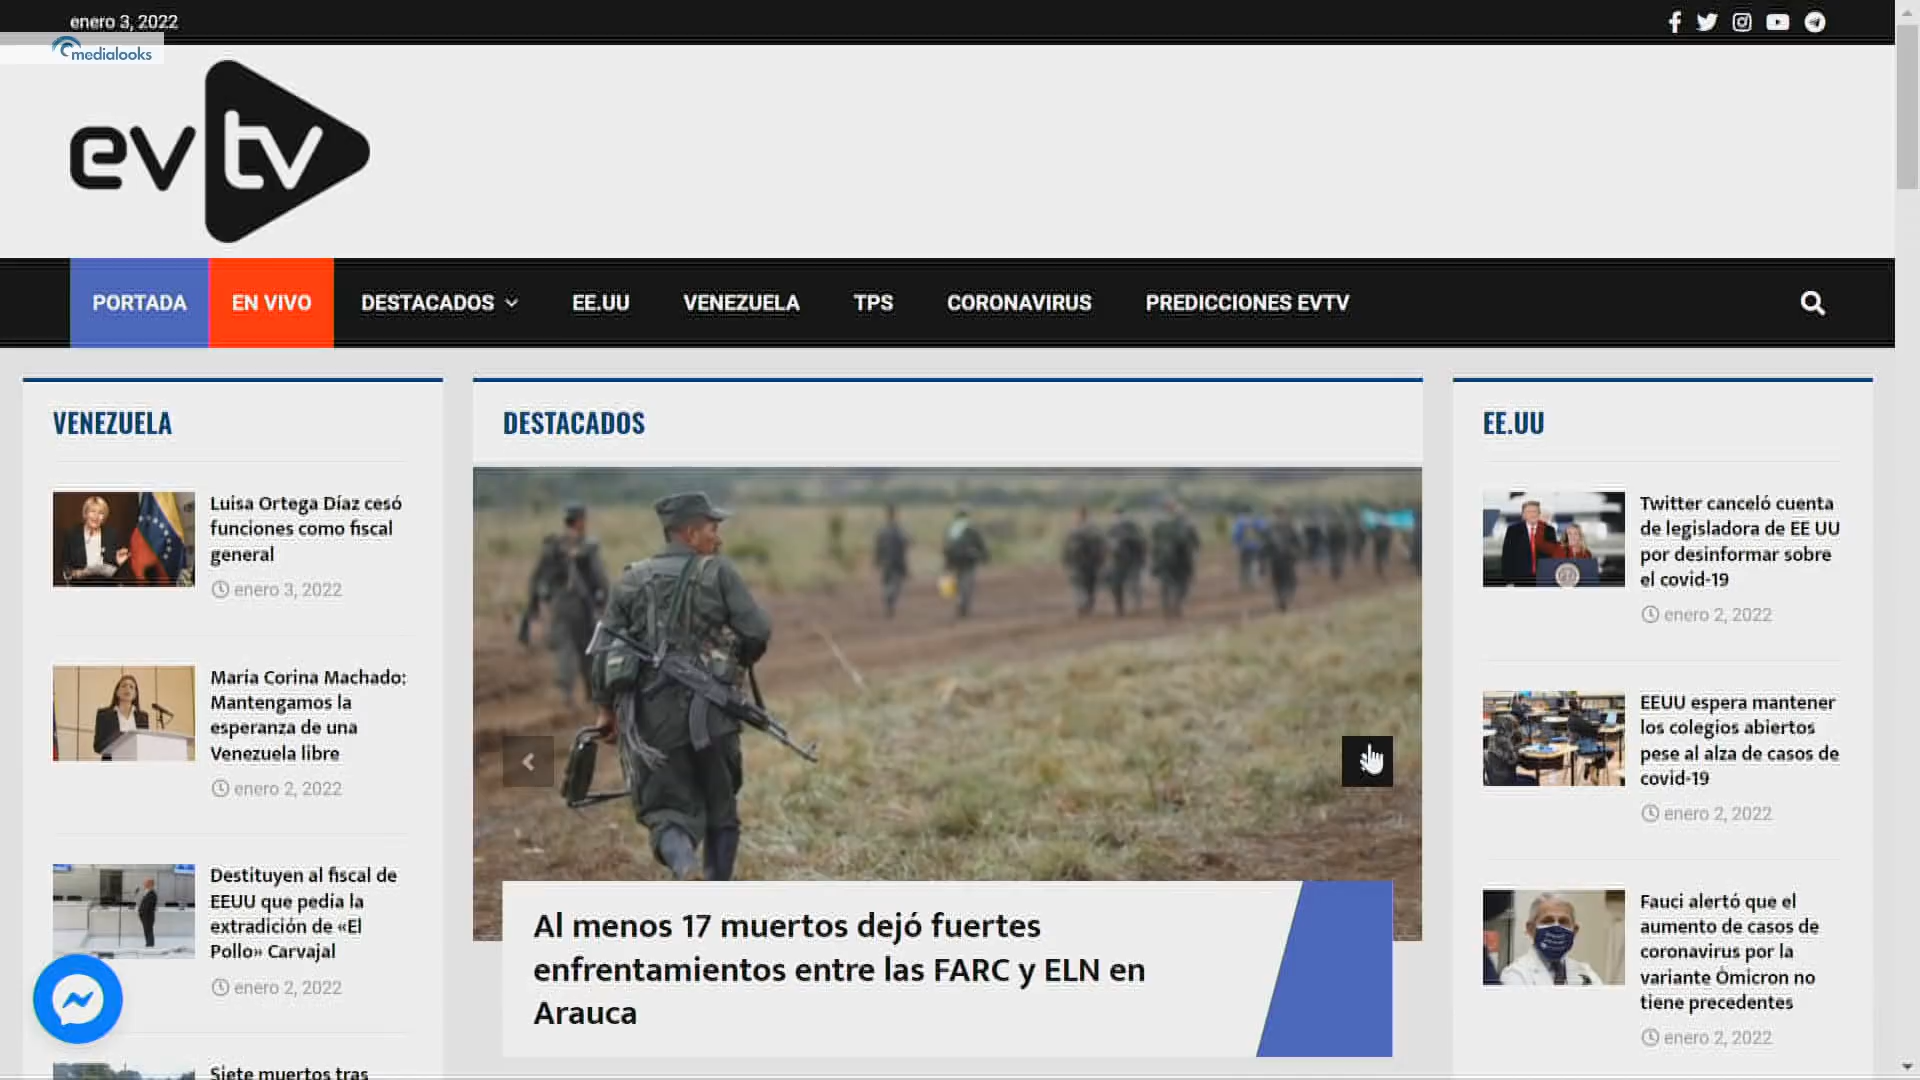 enero 3, 2022
medialooks
evtv
PORTADA
EN VIVO
DESTACADOS
EE.UU
VENEZUELA
TPS
CORONAVIRUS
PREDICCIONES EVTV
VENEZUELA
Luisa Ortega Díaz cesó
funciones como fiscal
general
enero 3, 2022
María Corina Machado:
Mantengamos la
esperanza de una
Venezuela libre
enero 2, 2022
Destituyen al fiscal de
EEUU que pedía la
extradición de «El
Pollo» Carvajal
enero 2, 2022
Siete muertos tras
DESTACADOS
Al menos 17 muertos dejó fuertes
enfrentamientos entre las FARC y ELN en
Arauca
EE.UU
Twitter canceló cuenta
de legisladora de EE UU
por desinformar sobre
el covid-19
enero 2, 2022
EEUU espera mantener
los colegios abiertos
pese al alza de casos de
covid-19
enero 2, 2022
Fauci alertó que el
aumento de casos de
coronavirus por la
variante Ómicron no
tiene precedentes
enero 2, 2022